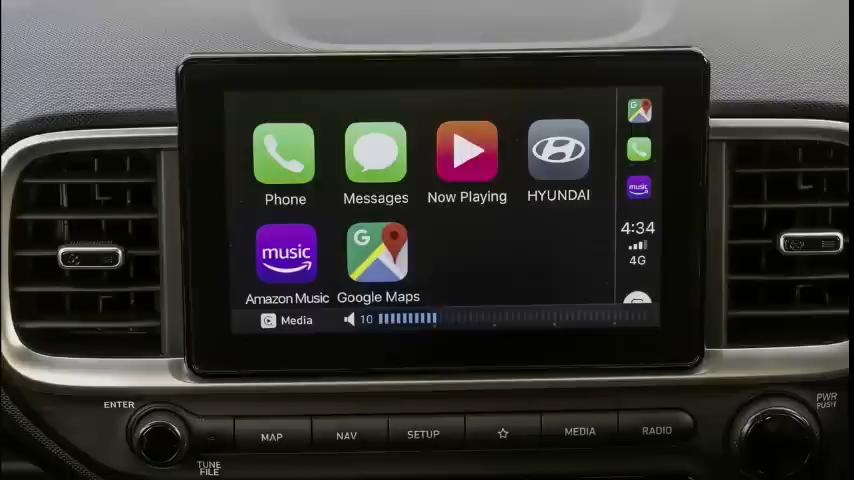 Phone
Messages
Now Playing
HYUNDAI
music
Amazon Music
G
Google Maps
G
music
4:34
4G
Media
10
ENTER
TUNE
FILE
MAP
NAV
SETUP
MEDIA
RADIO
PWR
PUSH